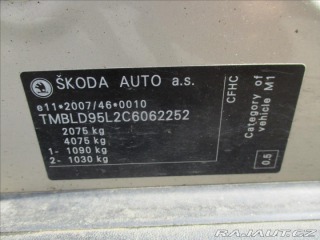 ŠKODA AUTO a.s.
e11*2007/46*0010
TMBLD95L2C6062252
2075 kg
4075 kg
1- 1090 kg
2- 1030 kg
CFHC
Category of
vehicle M1
0.5
AUTO.CZ